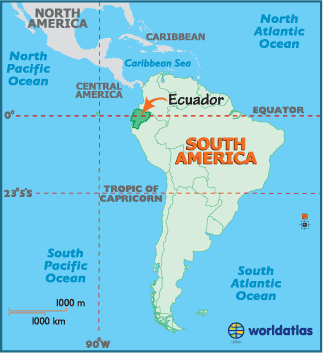 NORTH
AMERICA
CARIBBEAN
North
Atlantic
Ocean
North
Pacific
Ocean
Caribbean Sea
CENTRAL
AMERICA
Ecuador
0°
EQUATOR
SOUTH
AMERICA
23°5'S
TROPIC OF
CAPRICORN
South
Pacific
Ocean
South
Atlantic
Ocean
1000 m
1000 km
worldatlas
90°W